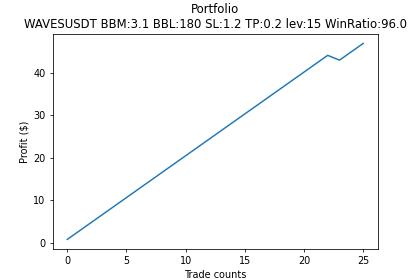 Portfolio
WAVESUSDT BBM:3.1 BBL:180 SL:1.2 TP:0.2 lev:15 WinRatio:96.0
40
30
20
10
0
Profit ($)
0 5 10 15 20 25
Trade counts